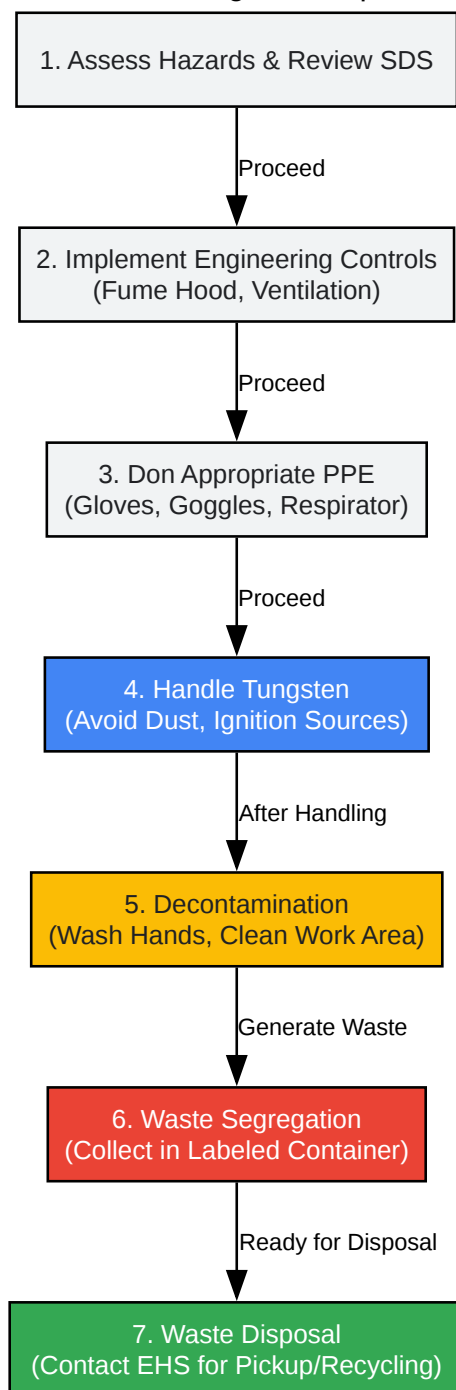 1. Assess Hazards & Review SDS
Proceed
2. Implement Engineering Controls
(Fume Hood, Ventilation)
Proceed
3. Don Appropriate PPE
(Gloves, Goggles, Respirator)
Proceed
4. Handle Tungsten
(Avoid Dust, Ignition Sources)
After Handling
5. Decontamination
(Wash Hands, Clean Work Area)
Generate Waste
6. Waste Segregation
(Collect in Labeled Container)
Ready for Disposal
7. Waste Disposal
(Contact EHS for Pickup/Recycling)